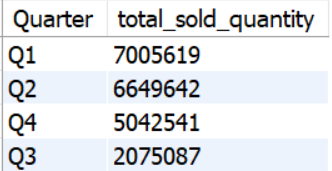 Quarter total_sold_quantity
Q1 7005619
Q2 6649642
Q4 5042541
Q3 2075087